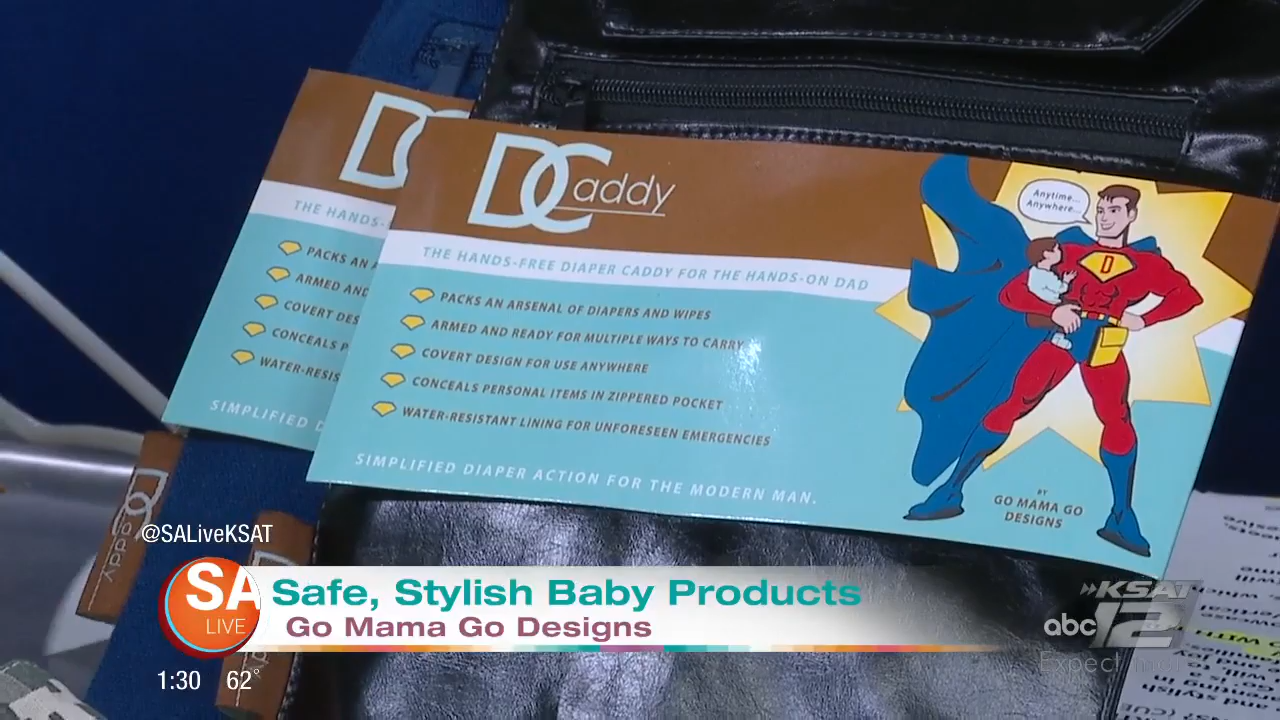 DCaddy
THE HANDS-FREE DIAPER CADDY FOR THE HANDS-ON DAD
PACKS AN ARSENAL OF DIAPERS AND WIPES
ARMED AND READY FOR MULTIPLE WAYS TO CARRY
COVERT DESIGN FOR USE ANYWHERE
CONCEALS PERSONAL ITEMS IN ZIPPERED POCKET
WATER-RESISTANT LINING FOR UNFORESEEN EMERGENCIES
SIMPLIFIED DIAPER ACTION FOR THE MODERN MAN.
Anytime...
Anywhere...
D
BY
GO MAMA GO
DESIGNS
DC
THE HANDS-
PACKS AN
ARMED AND
COVERT DES
CONCEALS P
WATER-RESIS
SIMPLIFIED D
DCaddy
@SALiveKSAT
SA
LIVE
Safe, Stylish Baby Products
Go Mama Go Designs
1:30 62°
KSAT
abc 12
and stylish